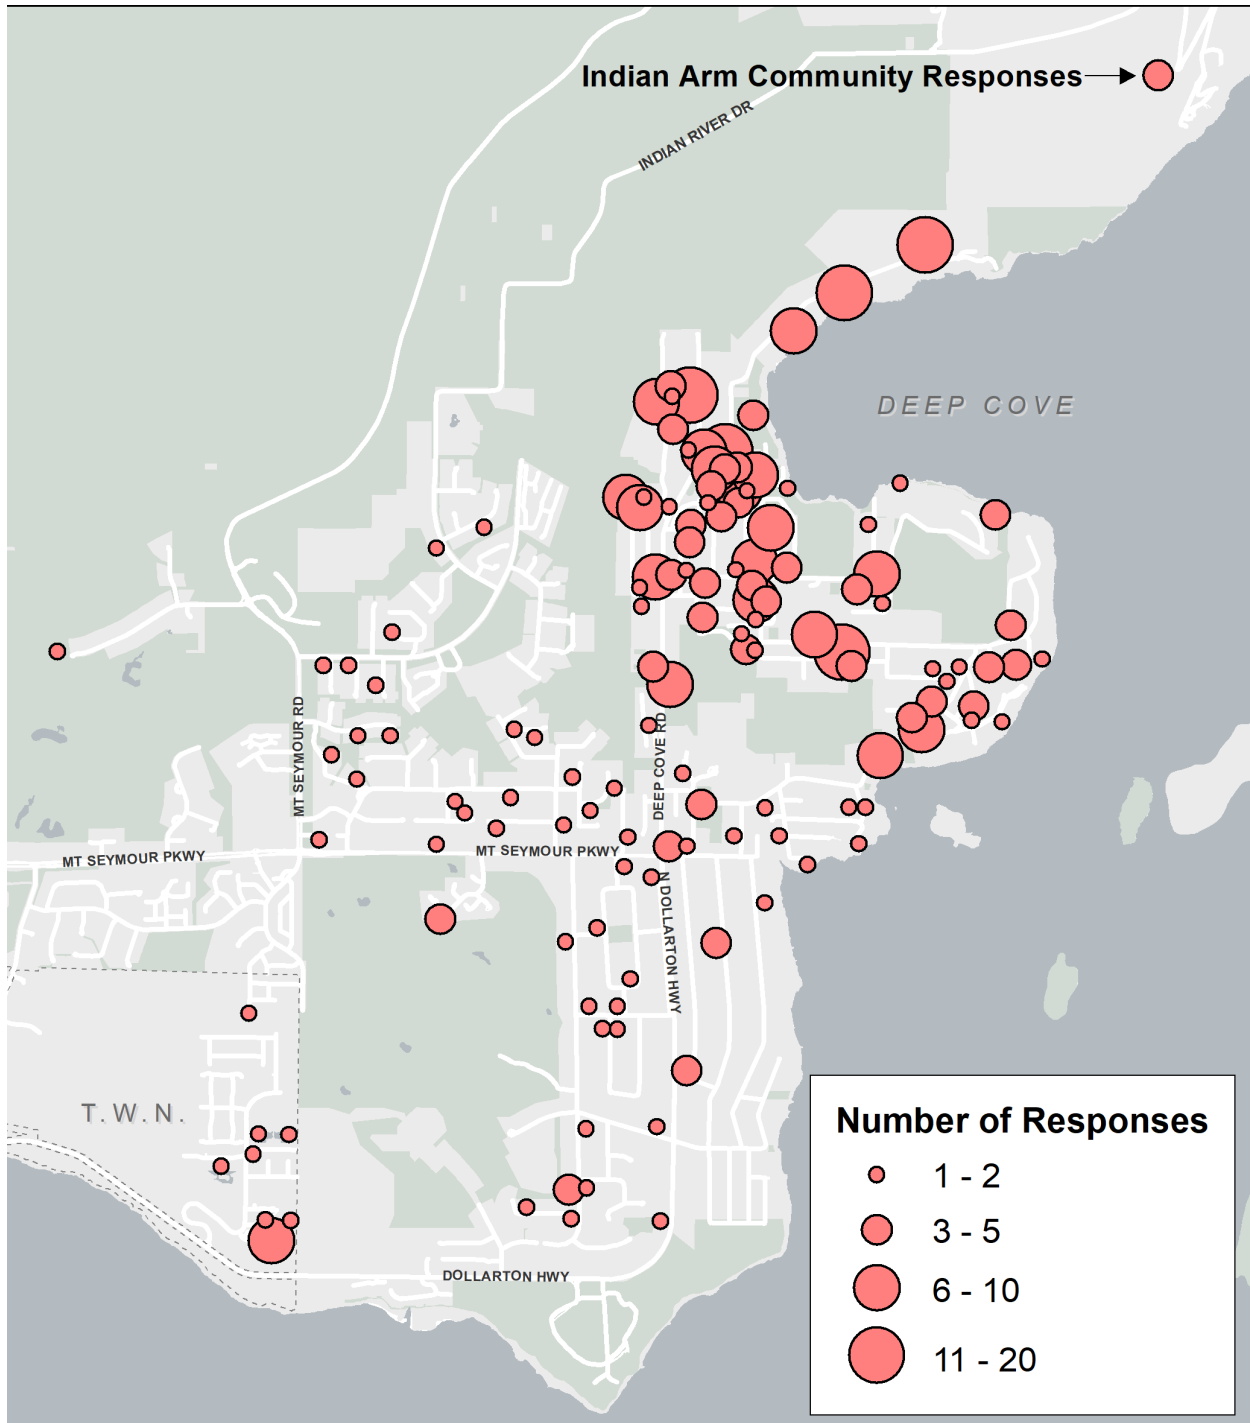 Indian Arm Community Responses
INDIAN RIVER DR
DEEP COVE
MT SEYMOUR RD
DEEP COVE RD
MT SEYMOUR PKWY
MT SEYMOUR PKWY
N DOLLARTON HWY
T.W.N.
DOLLARTON HWY
Number of Responses
1 - 2
3 - 5
6 - 10
11 - 20